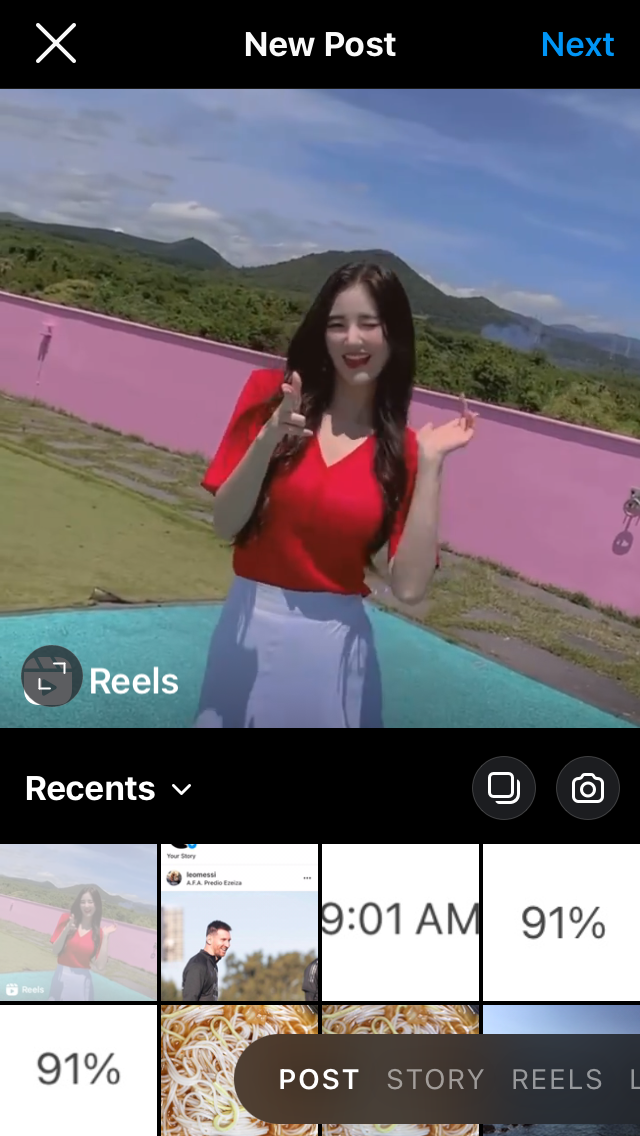 New Post
Next
Reels
Recents
Your Story
leomessi
A.F.A. Predio Ezeiza
9:01 AM
91%
Reels
91%
POST
STORY
REELS
L